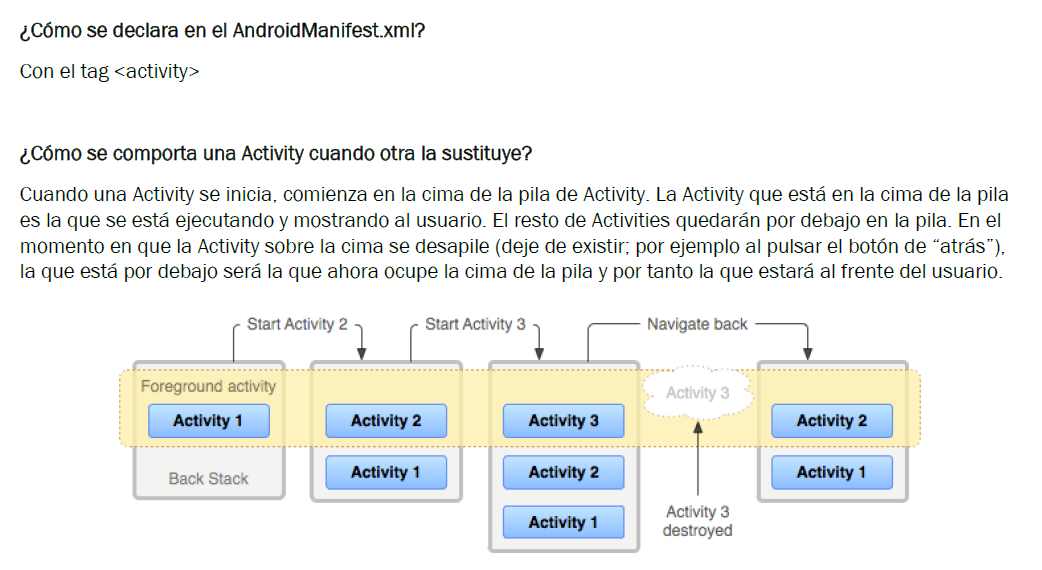 ¿Cómo se declara en el AndroidManifest.xml?
Con el tag <activity>
¿Cómo se comporta una Activity cuando otra la sustituye?
Cuando una Activity se inicia, comienza en la cima de la pila de Activity. La Activity que está en la cima de la pila
es la que se está ejecutando y mostrando al usuario. El resto de Activities quedarán por debajo en la pila. En el
momento en que la Activity sobre la cima se desapile (deje de existir; por ejemplo al pulsar el botón de “atrás”),
la que está por debajo será la que ahora ocupe la cima de la pila y por tanto la que estará al frente del usuario.
Start Activity 2
Start Activity 3
Navigate back
Foreground activity
Activity 1
Back Stack
Activity 2
Activity 1
Activity 3
Activity 2
Activity 1
Activity 3
Activity 3
destroyed
Activity 2
Activity 1